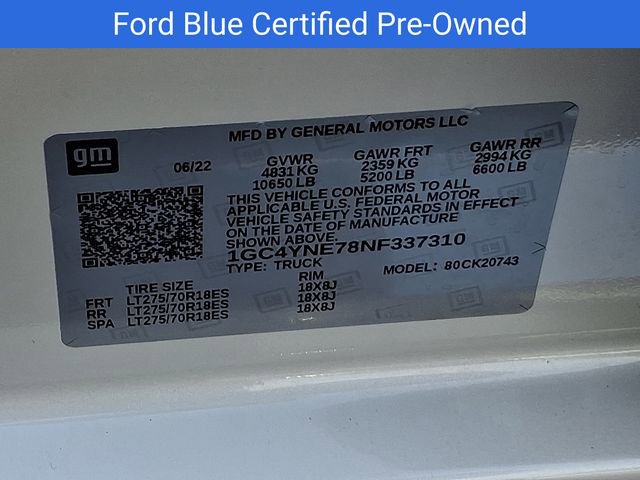 Ford Blue Certified Pre-Owned
gm
MFD BY GENERAL MOTORS LLC
06/22 GVWR GAWR FRT GAWR RR
4831 KG 2359 KG 2994 KG
10650 LB 5200 LB 6600 LB
THIS VEHICLE CONFORMS TO ALL
APPLICABLE U.S. FEDERAL MOTOR
VEHICLE SAFETY STANDARDS IN EFFECT
ON THE DATE OF MANUFACTURE
SHOWN ABOVE.
1GC4YNE78NF337310
TYPE: TRUCK MODEL: 80CK20743
TIRE SIZE RIM
FRT LT275/70R18ES 18X8J
RR LT275/70R18ES 18X8J
SPA LT275/70R18ES 18X8J